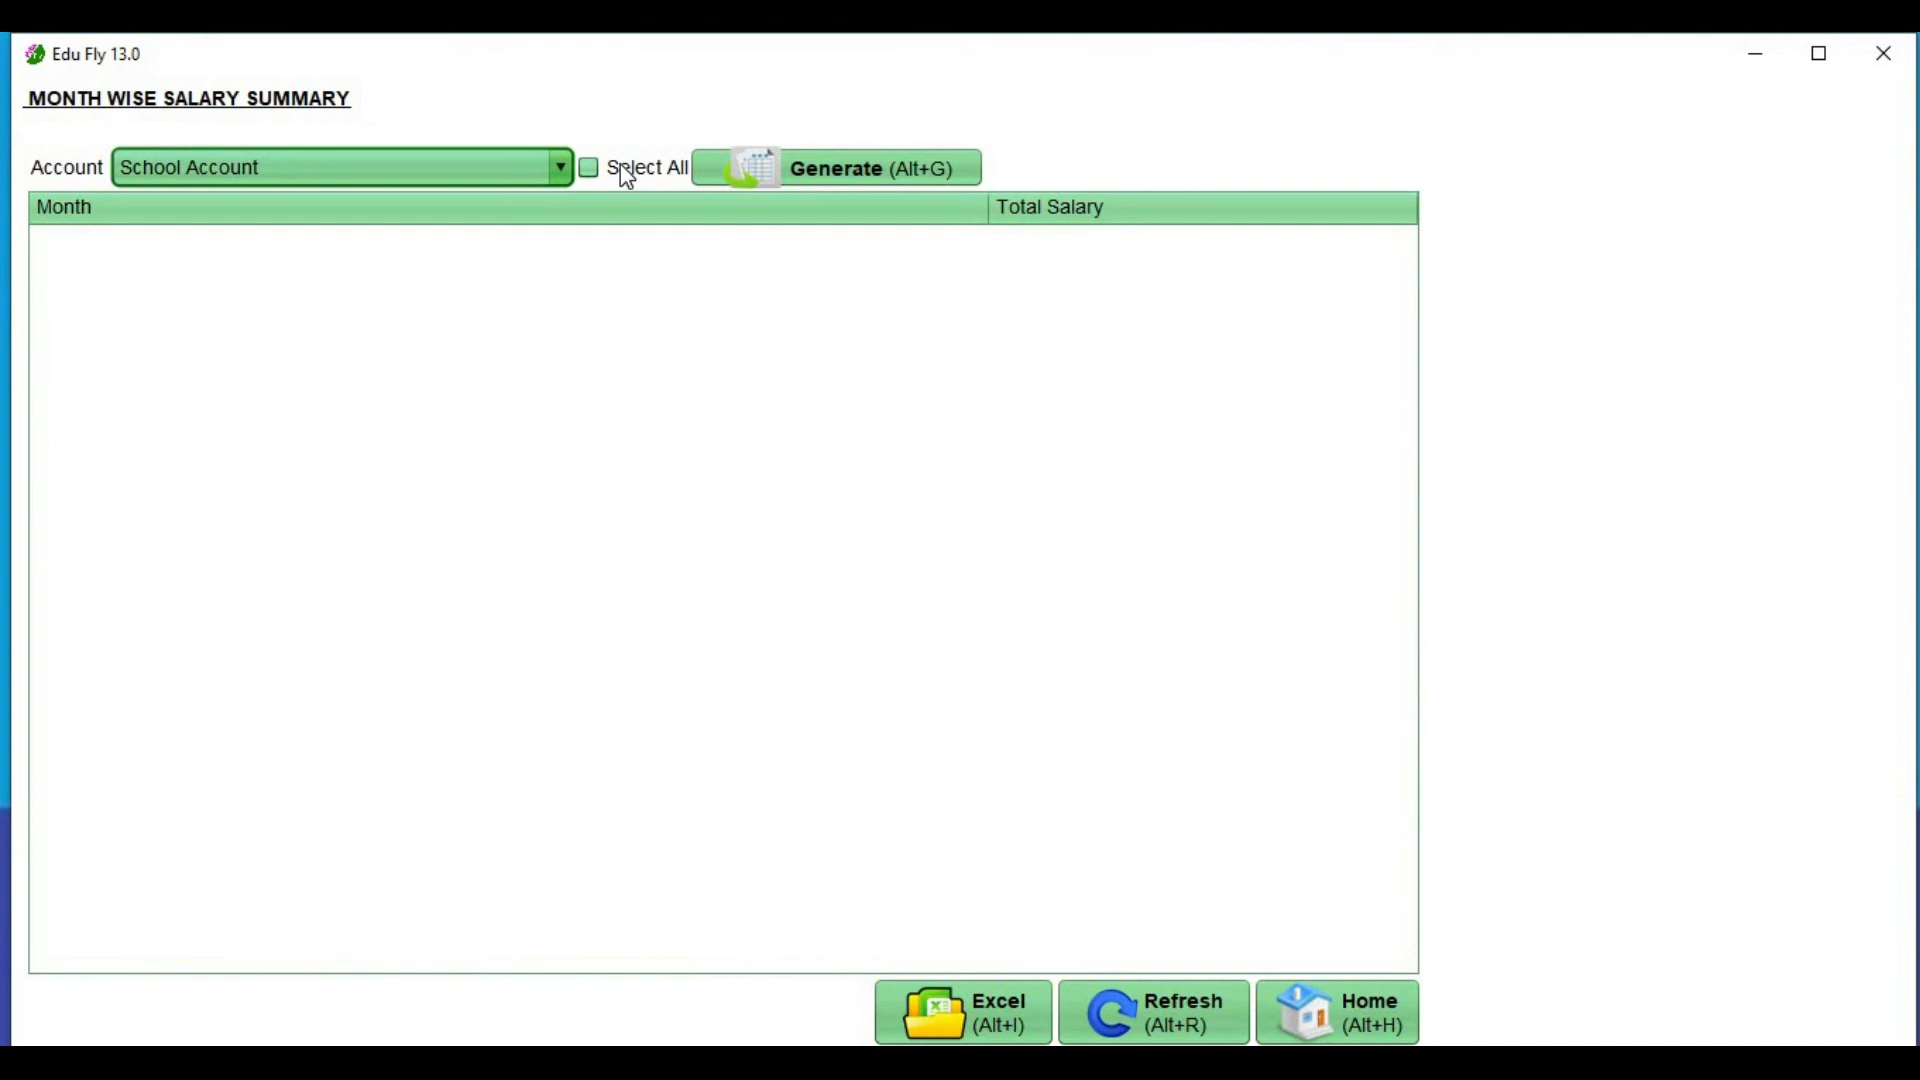 Edu Fly 13.0
MONTH WISE SALARY SUMMARY
Account School Account Select All Generate (Alt+G)
Month Total Salary
Excel (Alt+I)
Refresh (Alt+R)
Home (Alt+H)